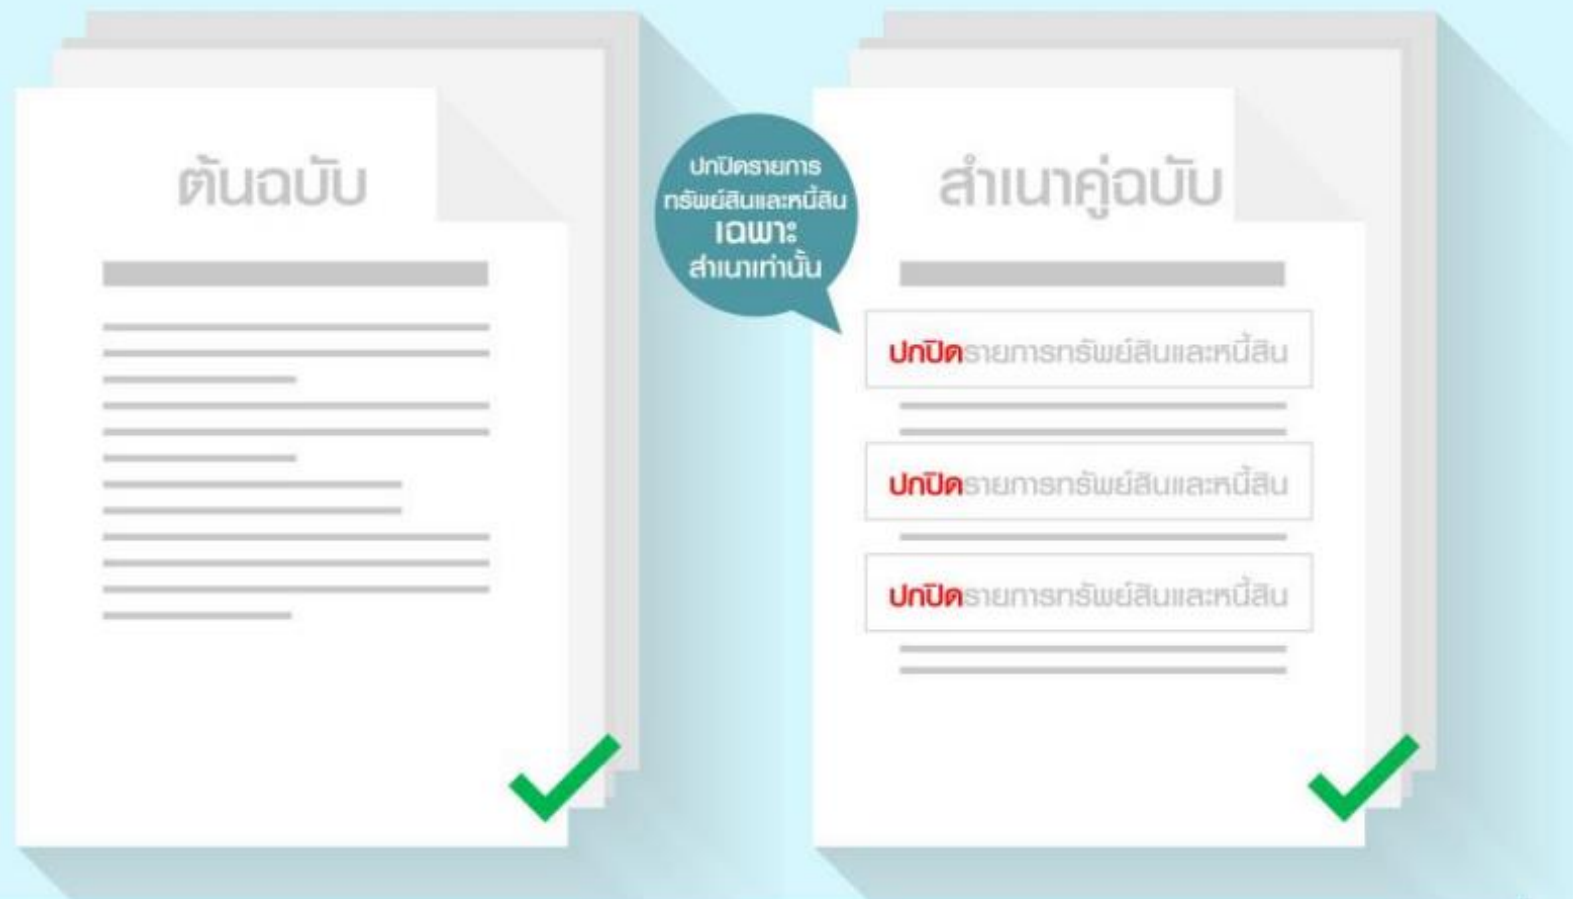 ต้นฉบับ
ปกปิดรายการ
ทรัพย์สินและหนี้สิน
เฉพาะ
สำเนาเท่านั้น
สำเนาคู่ฉบับ
ปกปิดรายการทรัพย์สินและหนี้สิน
ปกปิดรายการทรัพย์สินและหนี้สิน
ปกปิดรายการทรัพย์สินและหนี้สิน